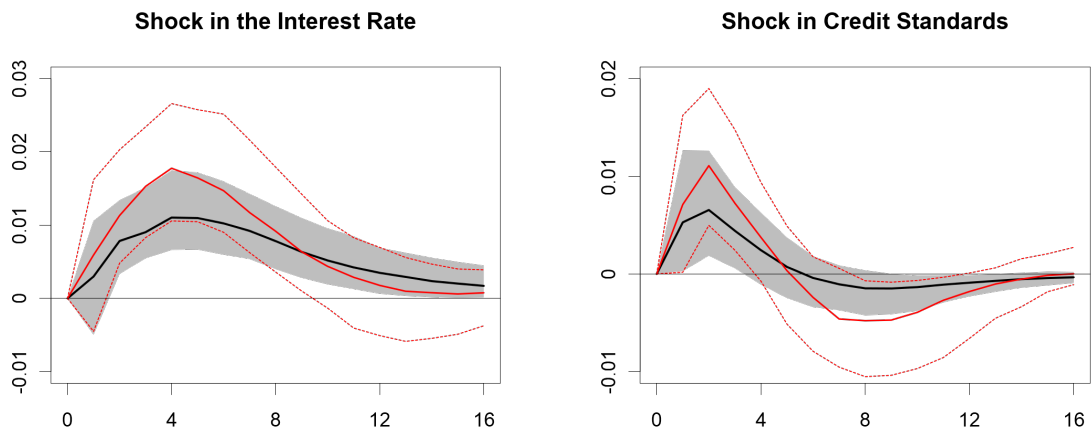 Shock in the Interest Rate
0.03
0.02
0.01
0
-0.01
0 4 8 12 16
Shock in Credit Standards
0.02
0.01
0
-0.01
0 4 8 12 16